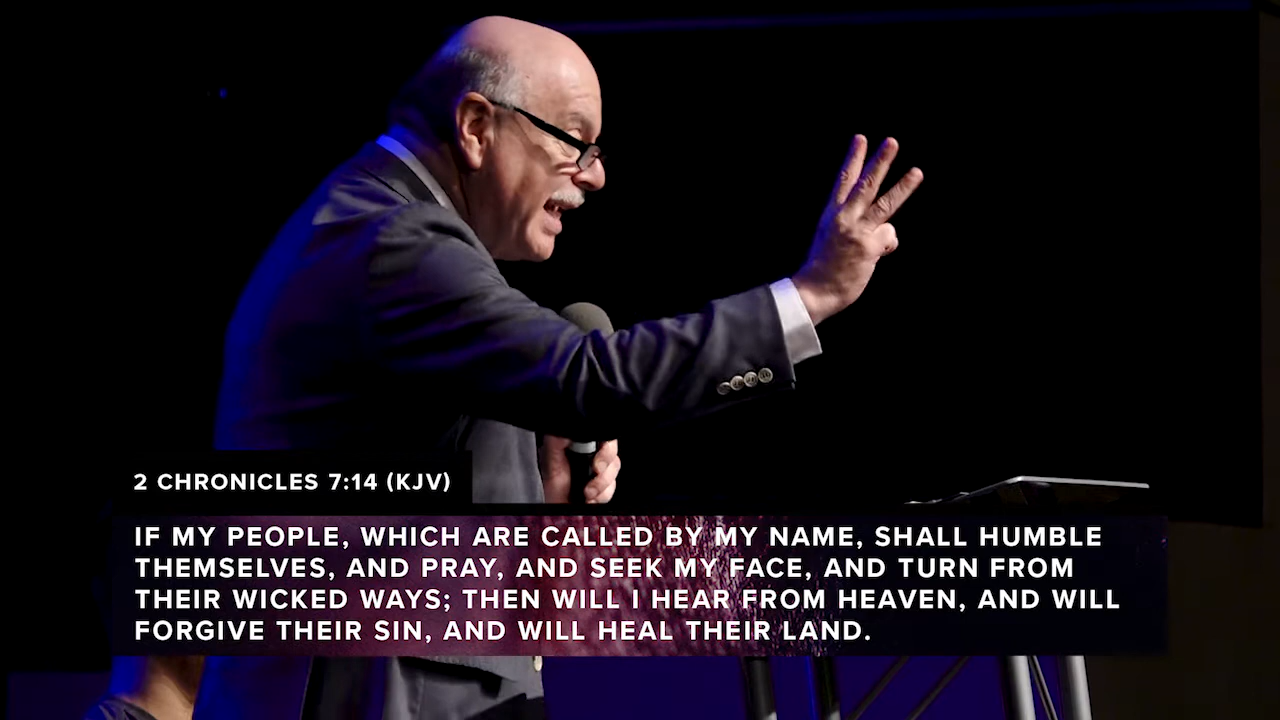 2 CHRONICLES 7:14 (KJV)
IF MY PEOPLE, WHICH ARE CALLED BY MY NAME, SHALL HUMBLE
THEMSELVES, AND PRAY, AND SEEK MY FACE, AND TURN FROM
THEIR WICKED WAYS; THEN WILL I HEAR FROM HEAVEN, AND WILL
FORGIVE THEIR SIN, AND WILL HEAL THEIR LAND.